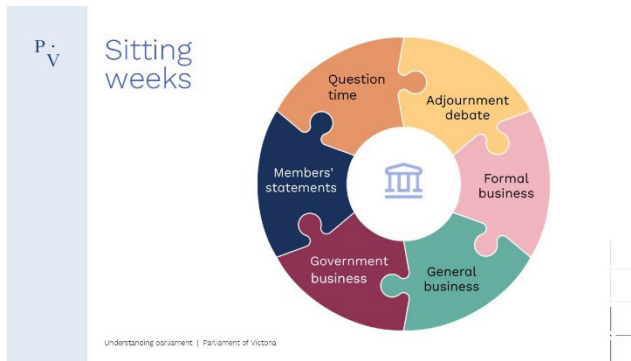 P.
V
Sitting
weeks
Question
time
Adjournment
debate
Members'
statements
Formal
business
Government
business
General
business
Understanding parliament | Parliament of Victoria